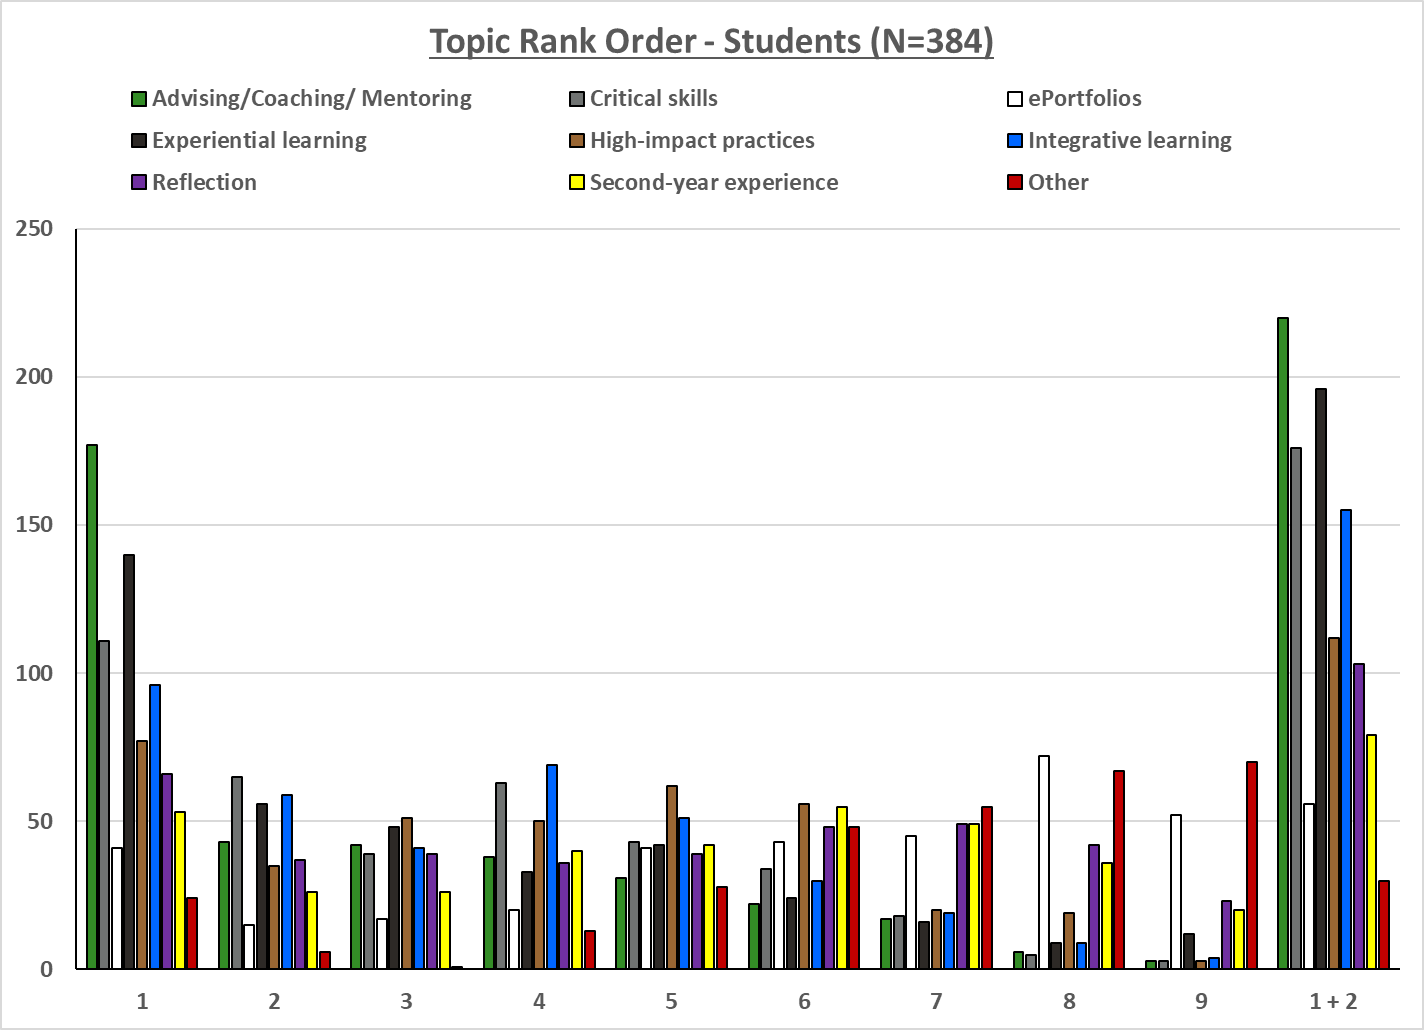 Topic Rank Order - Students (N=384)
Advising/Coaching/ Mentoring Critical skills ePortfolios
Experiential learning High-impact practices Integrative learning
Reflection Second-year experience Other
250
200
150
100
50
0
1 2 3 4 5 6 7 8 9 1 + 2